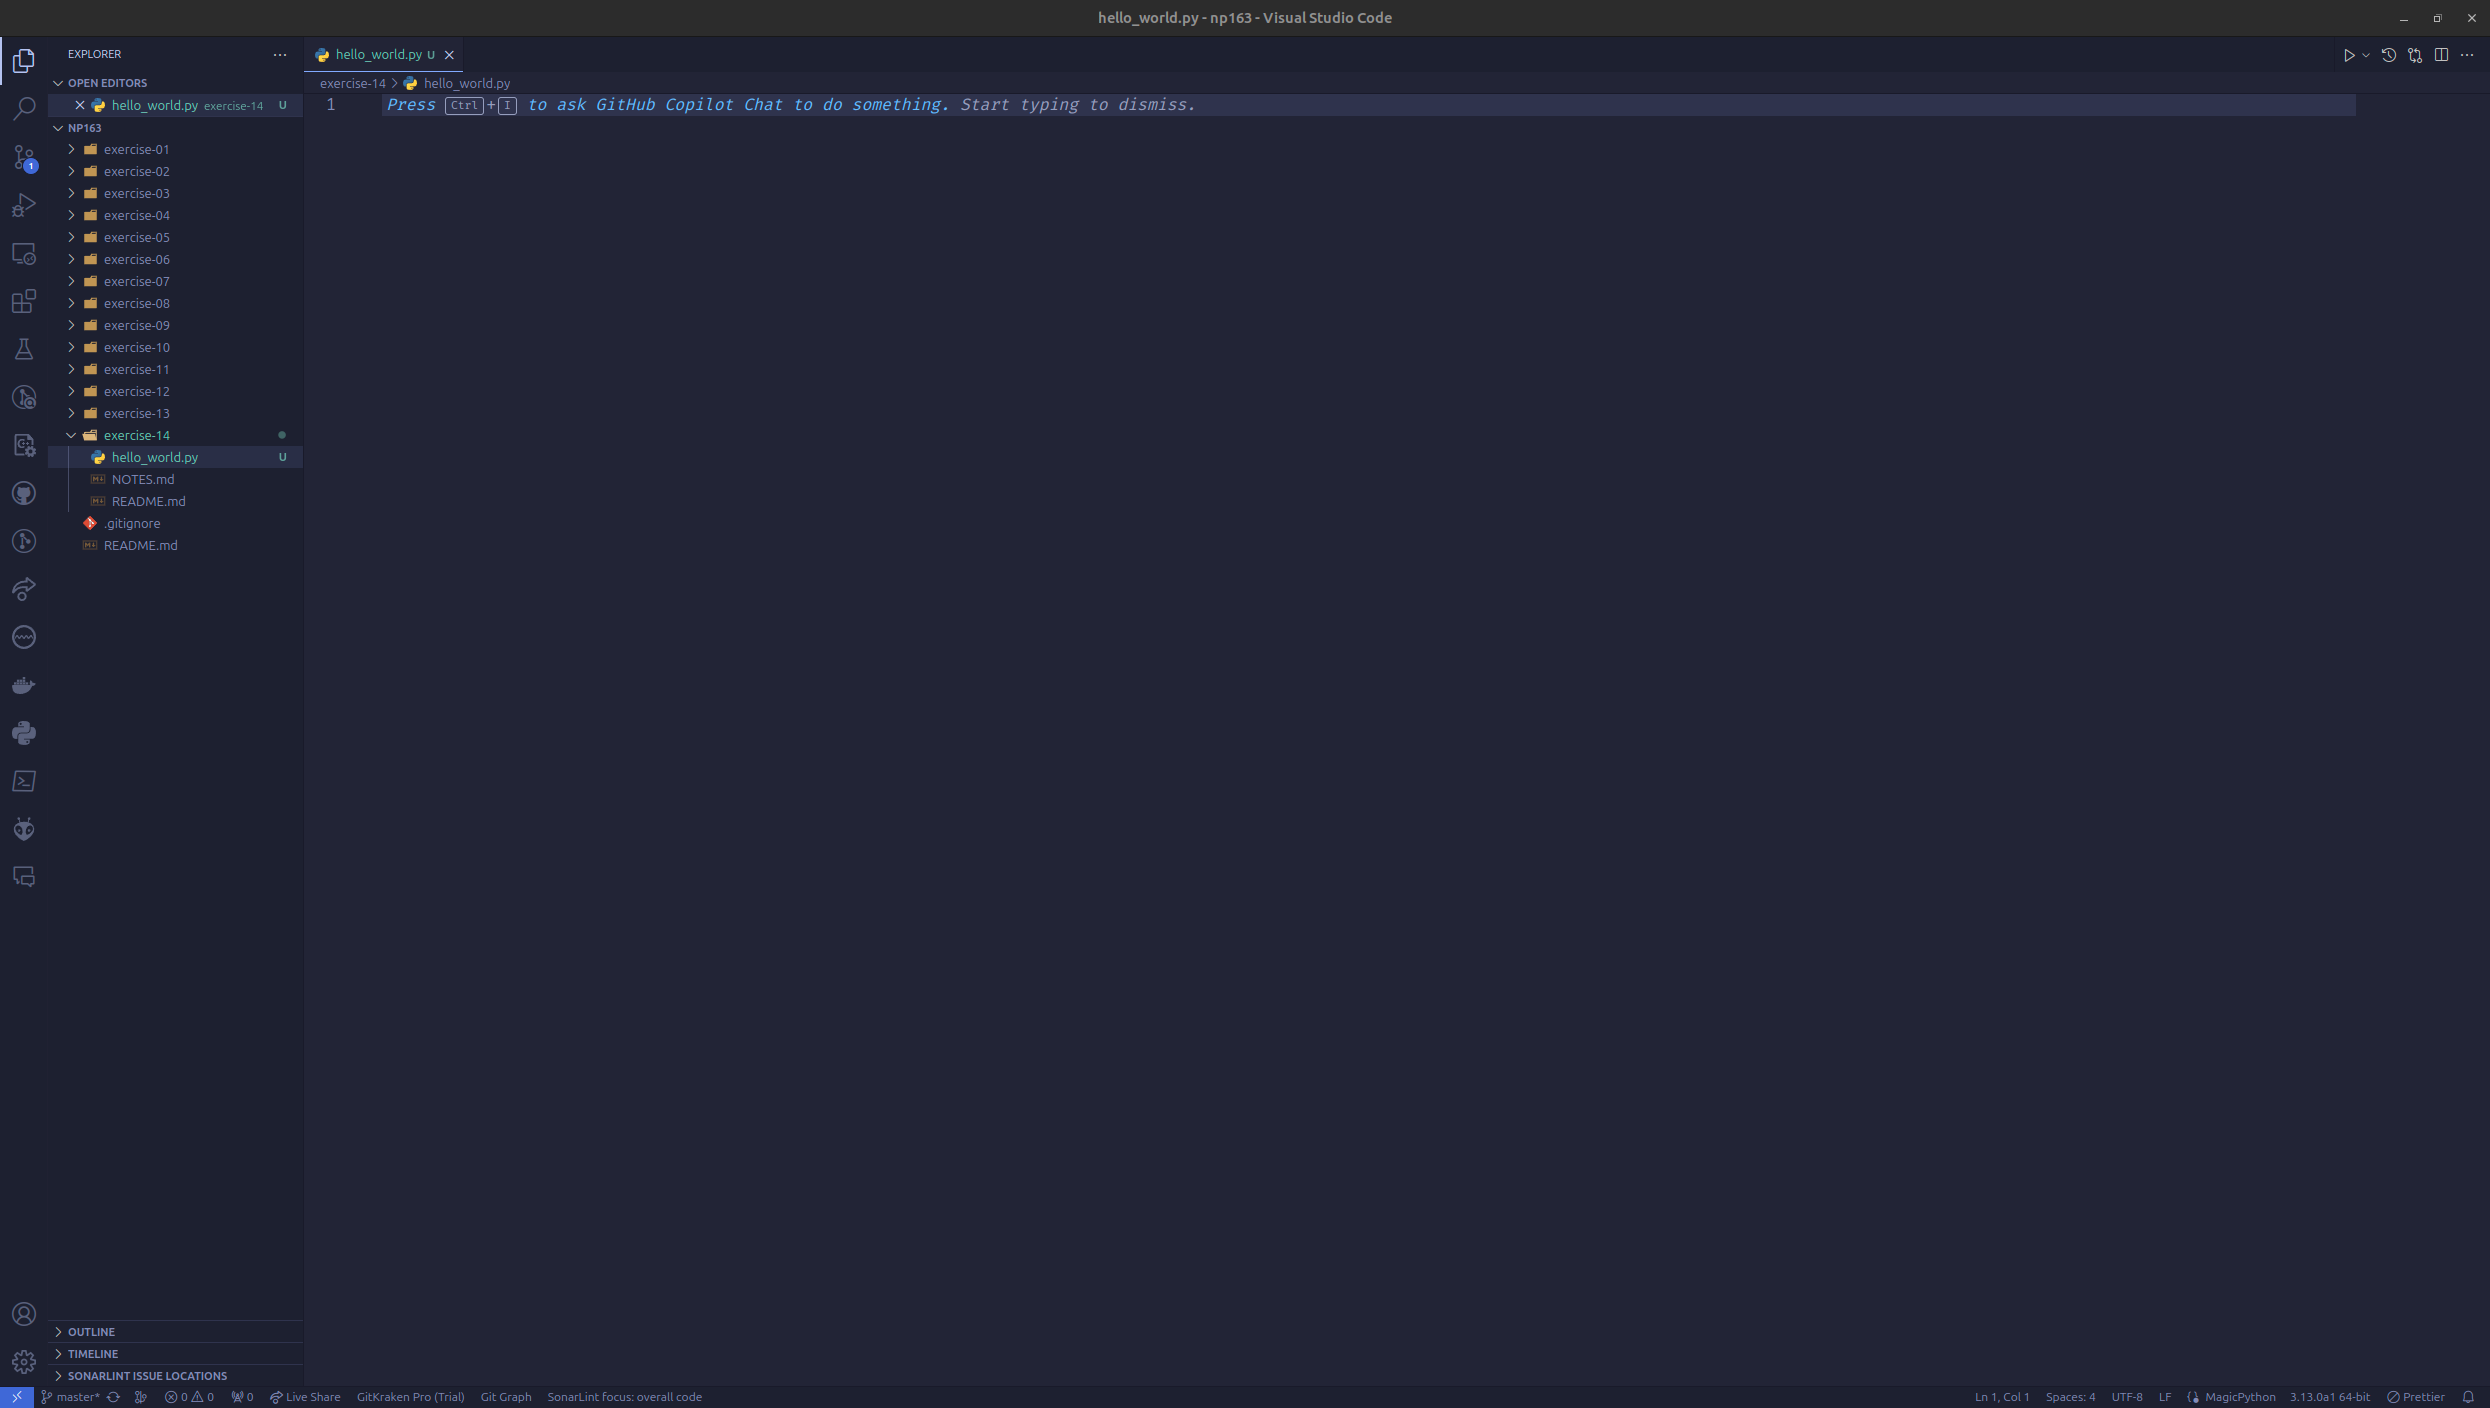 hello_world.py - np163 - Visual Studio Code
EXPLORER
OPEN EDITORS
hello_world.py exercise-14 U
NP163
exercise-01
exercise-02
exercise-03
exercise-04
exercise-05
exercise-06
exercise-07
exercise-08
exercise-09
exercise-10
exercise-11
exercise-12
exercise-13
exercise-14
hello_world.py U
NOTES.md
README.md
.gitignore
README.md
OUTLINE
TIMELINE
SONARLINT ISSUE LOCATIONS
hello_world.py U
exercise-14 > hello_world.py
1 Press Ctrl+I to ask GitHub Copilot Chat to do something. Start typing to dismiss.
1
master* 0 0 0 Live Share GitKraken Pro (Trial) Git Graph SonarLint focus: overall code
Ln 1, Col 1 Spaces: 4 UTF-8 LF MagicPython 3.13.0a1 64-bit Prettier